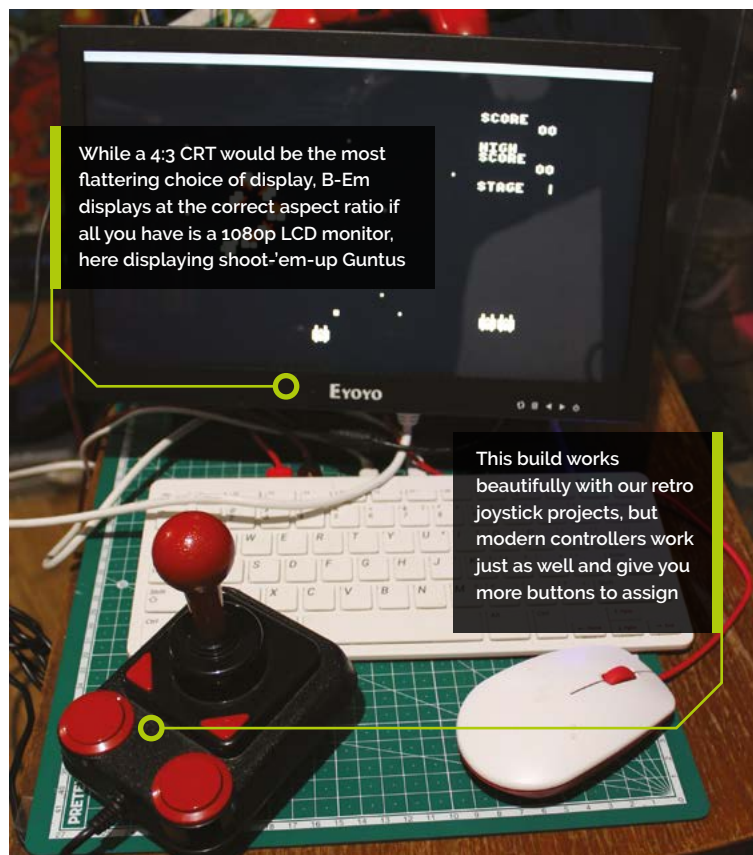 SCORE
00
HIGH
SCORE
00
STAGE 1
While a 4:3 CRT would be the most
flattering choice of display, B-Em
displays at the correct aspect ratio if
all you have is a 1080p LCD monitor,
here displaying shoot-'em-up Guntus
EYOYO
This build works
beautifully with our retro
joystick projects, but
modern controllers work
just as well and give you
more buttons to assign
W E R T Y U
S D F G H J K
X C V B N